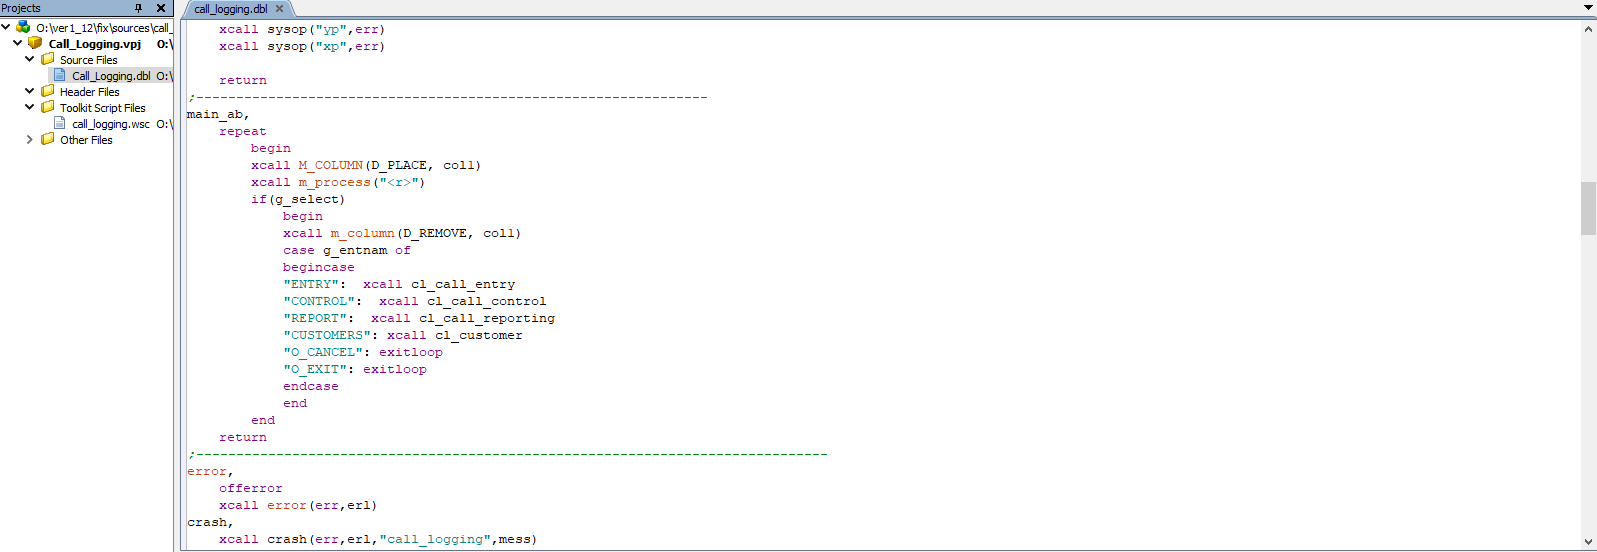 Projects
O:\ver1_12\fix\sources\call_
Call_Logging.vpj O:\
Source Files
Call_Logging.dbl O:\
Header Files
Toolkit Script Files
call_logging.wsc O:\
Other Files
call_logging.dbl
xcall sysop("yp",err)
xcall sysop("xp",err)
return
;----------------------------------------------------------------
main_ab,
repeat
begin
xcall M_COLUMN(D_PLACE, col1)
xcall m_process("<r>")
if(g_select)
begin
xcall m_column(D_REMOVE, col1)
case g_entnam of
begincase
"ENTRY":  xcall cl_call_entry
"CONTROL":  xcall cl_call_control
"REPORT":  xcall cl_call_reporting
"CUSTOMERS": xcall cl_customer
"O_CANCEL": exitloop
"O_EXIT": exitloop
endcase
end
end
return
;-------------------------------------------------------------------------------
error,
offerror
xcall error(err,erl)
crash,
xcall crash(err,erl,"call_logging",mess)